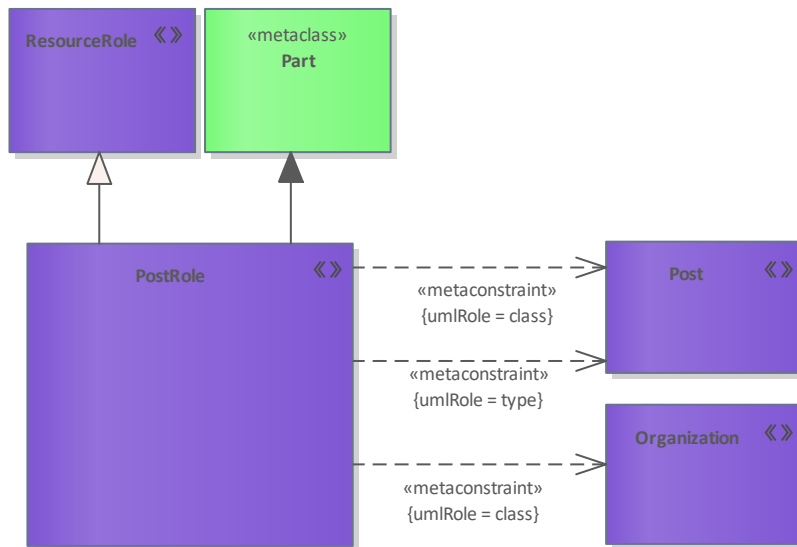 ResourceRole «»
«metaclass»
Part
PostRole «»
«metaconstraint»
{umlRole = class}
«metaconstraint»
{umlRole = type}
Post «»
Organization «»
«metaconstraint»
{umlRole = class}